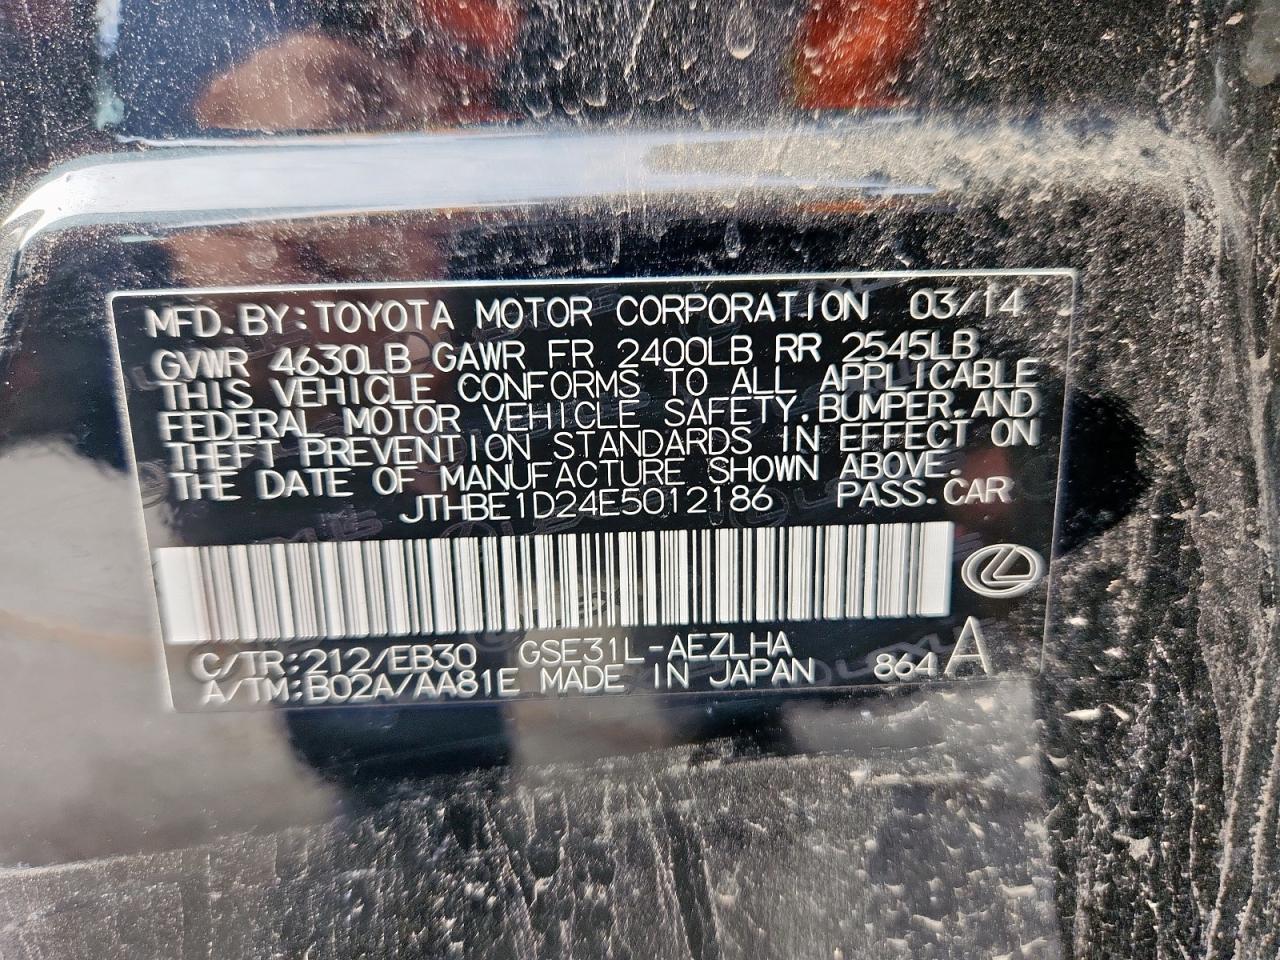 MFD. BY: TOYOTA MOTOR CORPORATION 03/14
GVWR 4630LB GAWR FR 2400LB RR 2545LB
THIS VEHICLE CONFORMS TO ALL APPLICABLE
FEDERAL MOTOR VEHICLE SAFETY, BUMPER, AND
THEFT PREVENTION STANDARDS IN EFFECT ON
THE DATE OF MANUFACTURE SHOWN ABOVE.
JTHBE1D24E5012186 PASS. CAR
C/TR: 212/EB30 GSE31L-AEZLHA
A/TM: B02A/AA81E MADE IN JAPAN 864 A